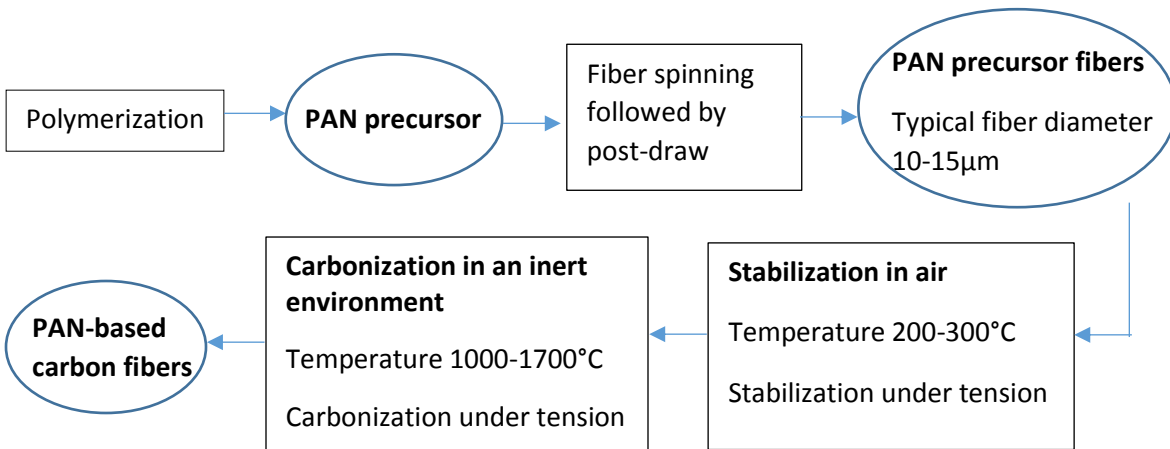 Polymerization
PAN precursor
Fiber spinning
followed by
post-draw
PAN precursor fibers
Typical fiber diameter
10-15µm
Stabilization in air
Temperature 200-300°C
Stabilization under tension
Carbonization in an inert
environment
Temperature 1000-1700°C
Carbonization under tension
PAN-based
carbon fibers